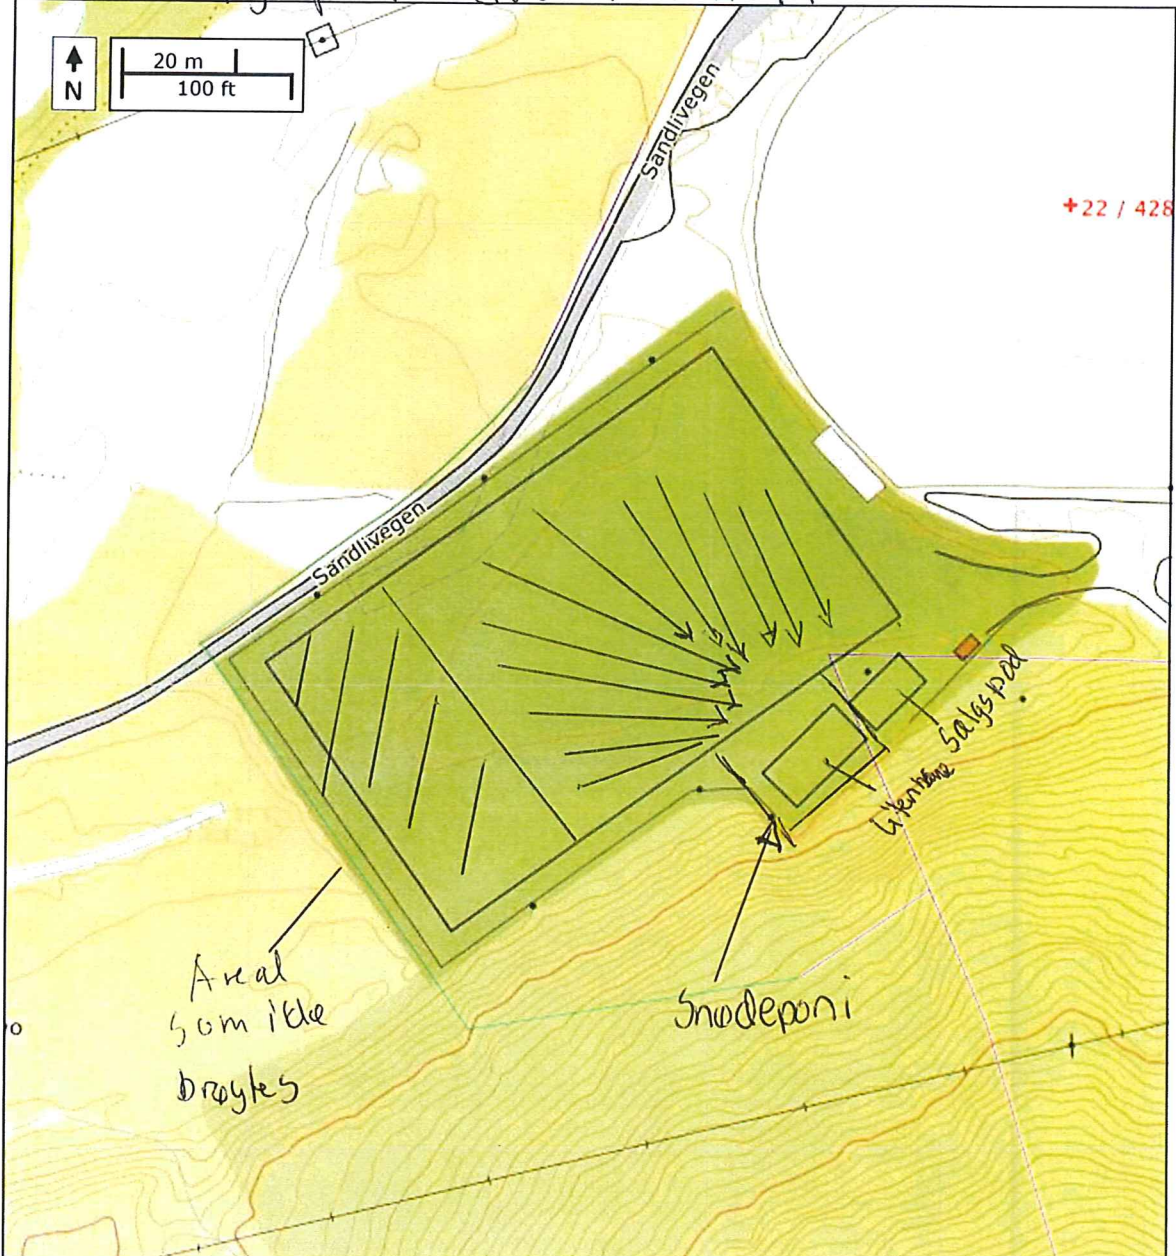 20 m
100 ft
N
Sandlivegen
+22 / 428
Sandlivegen
Salgspod
Areal
som ikke
brøytes
Snødeponi